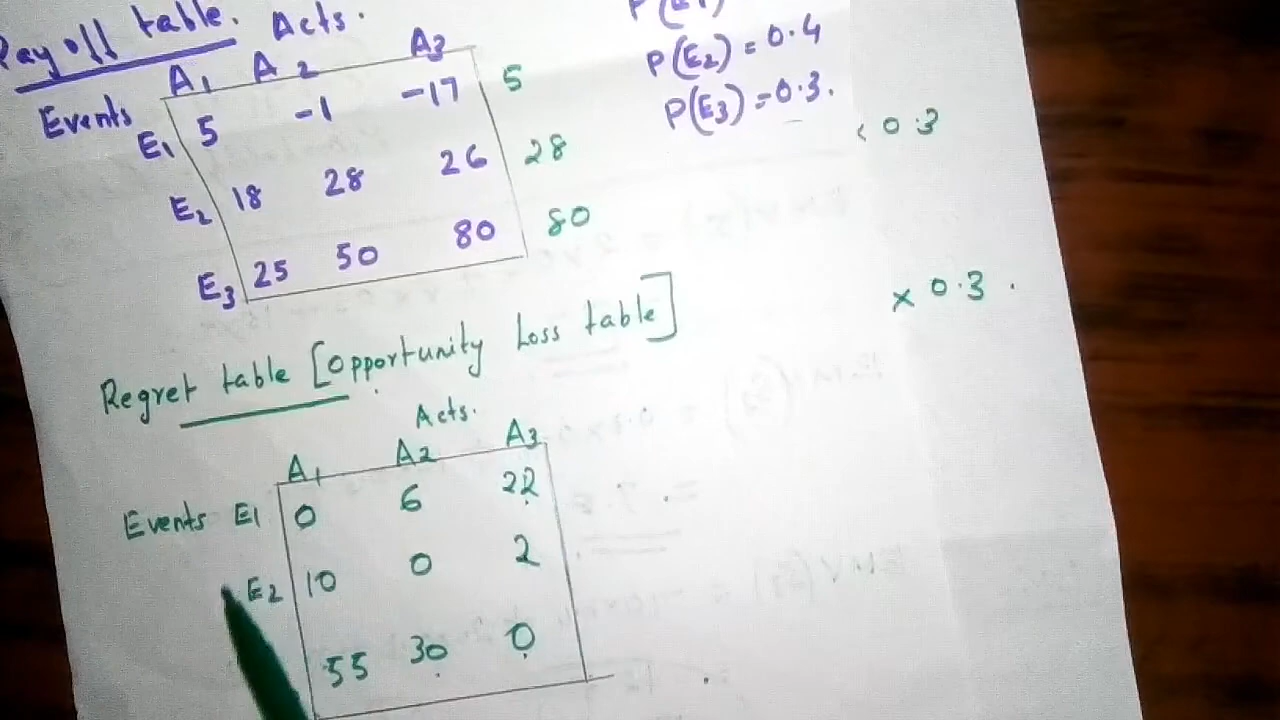 Pay off table. Acts.
A1 A2 A3
Events E1 5 -1 -17 5
E2 18 28 26 28
E3 25 50 80 80
P(E2) = 0.4
P(E3) = 0.3.
0.3
× 0.3.
Regret table [Opportunity Loss table]
Acts.
A1 A2 A3
Events E1 0 6 22
E2 10 0 2
55 30 0